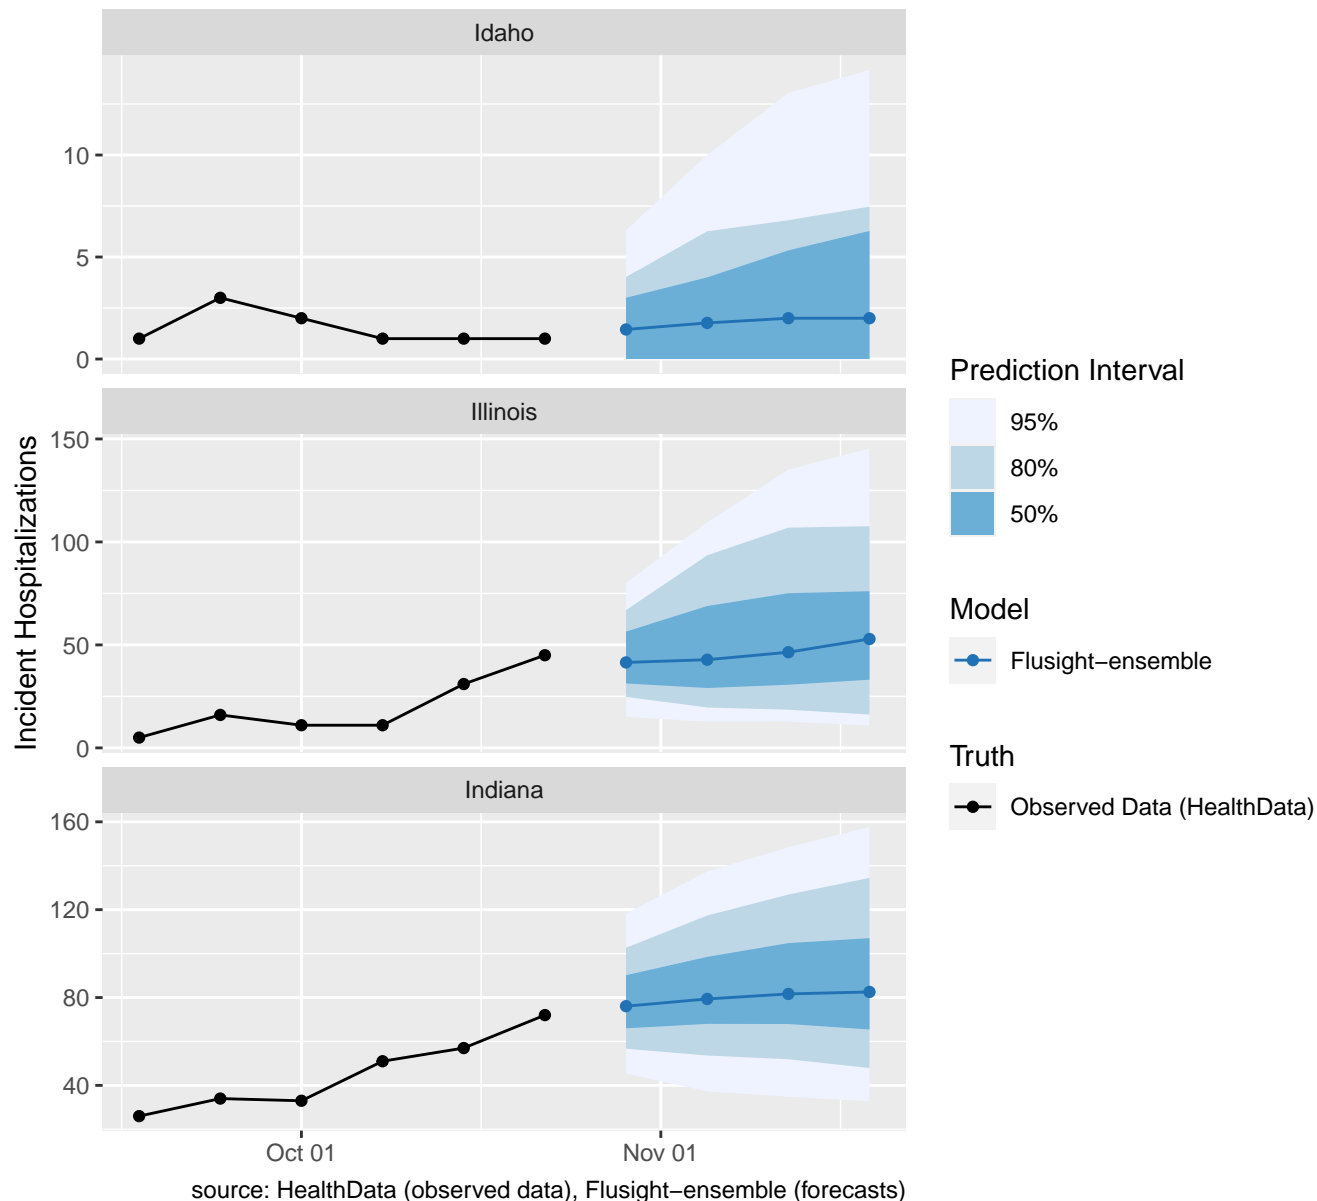 Idaho
10
5
0
Illinois
150
100
50
0
Indiana
160
120
80
40
Oct 01
Nov 01
Incident Hospitalizations
source: HealthData (observed data), Flusight−ensemble (forecasts)
Prediction Interval
95%
80%
50%
Model
Flusight−ensemble
Truth
Observed Data (HealthData)